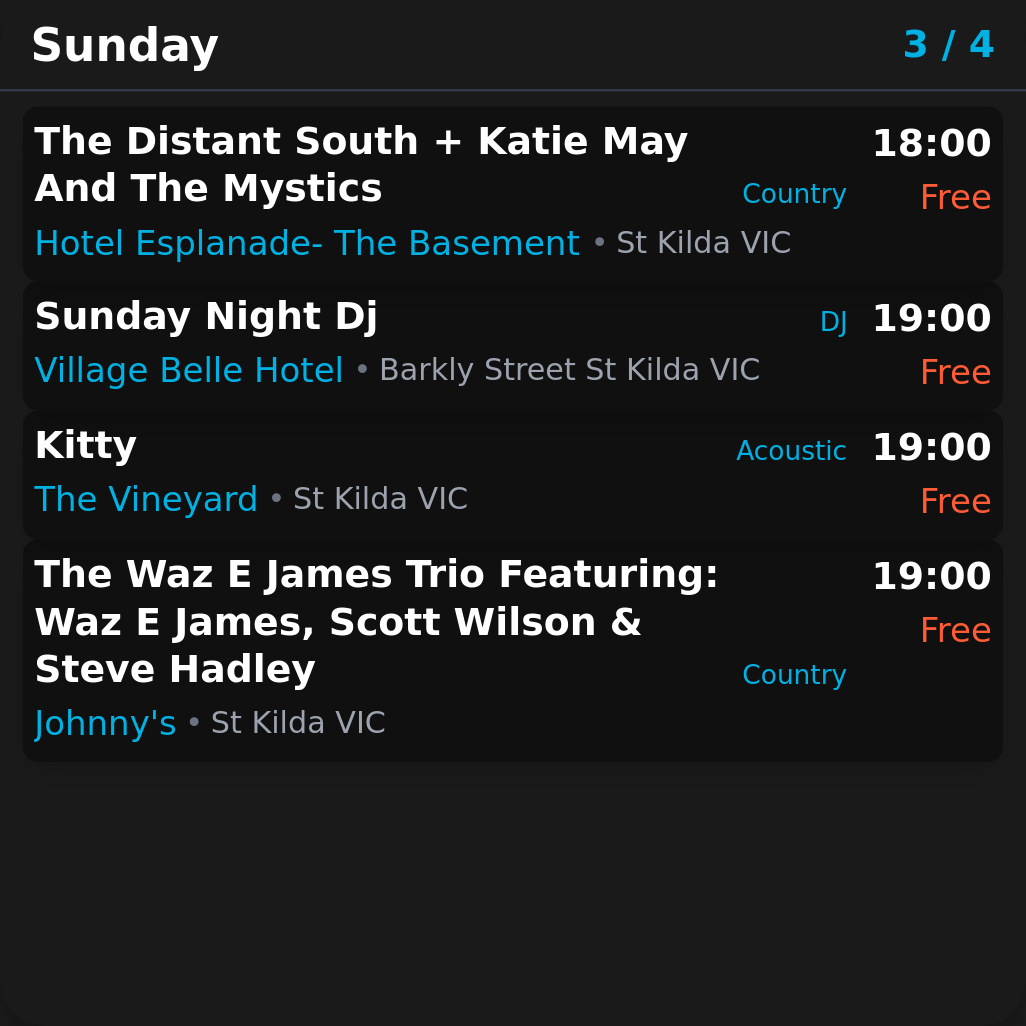 Sunday
3 / 4
The Distant South + Katie May
And The Mystics
Country
18:00
Free
Hotel Esplanade- The Basement • St Kilda VIC
Sunday Night Dj
DJ
19:00
Village Belle Hotel • Barkly Street St Kilda VIC
Free
Kitty
Acoustic
19:00
The Vineyard • St Kilda VIC
Free
The Waz E James Trio Featuring:
Waz E James, Scott Wilson &
Steve Hadley
Country
19:00
Free
Johnny's • St Kilda VIC